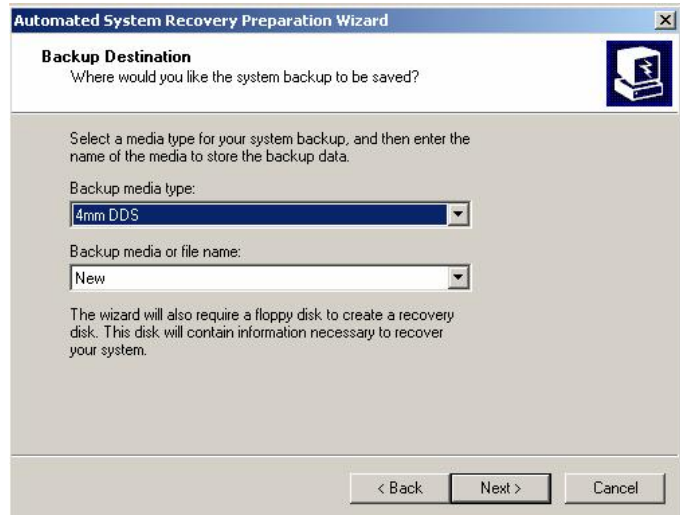 Automated System Recovery Preparation Wizard
Backup Destination
Where would you like the system backup to be saved?
Select a media type for your system backup, and then enter the
name of the media to store the backup data.
Backup media type:
4mm DDS
Backup media or file name:
New
The wizard will also require a floppy disk to create a recovery
disk. This disk will contain information necessary to recover
your system.
< Back Next > Cancel